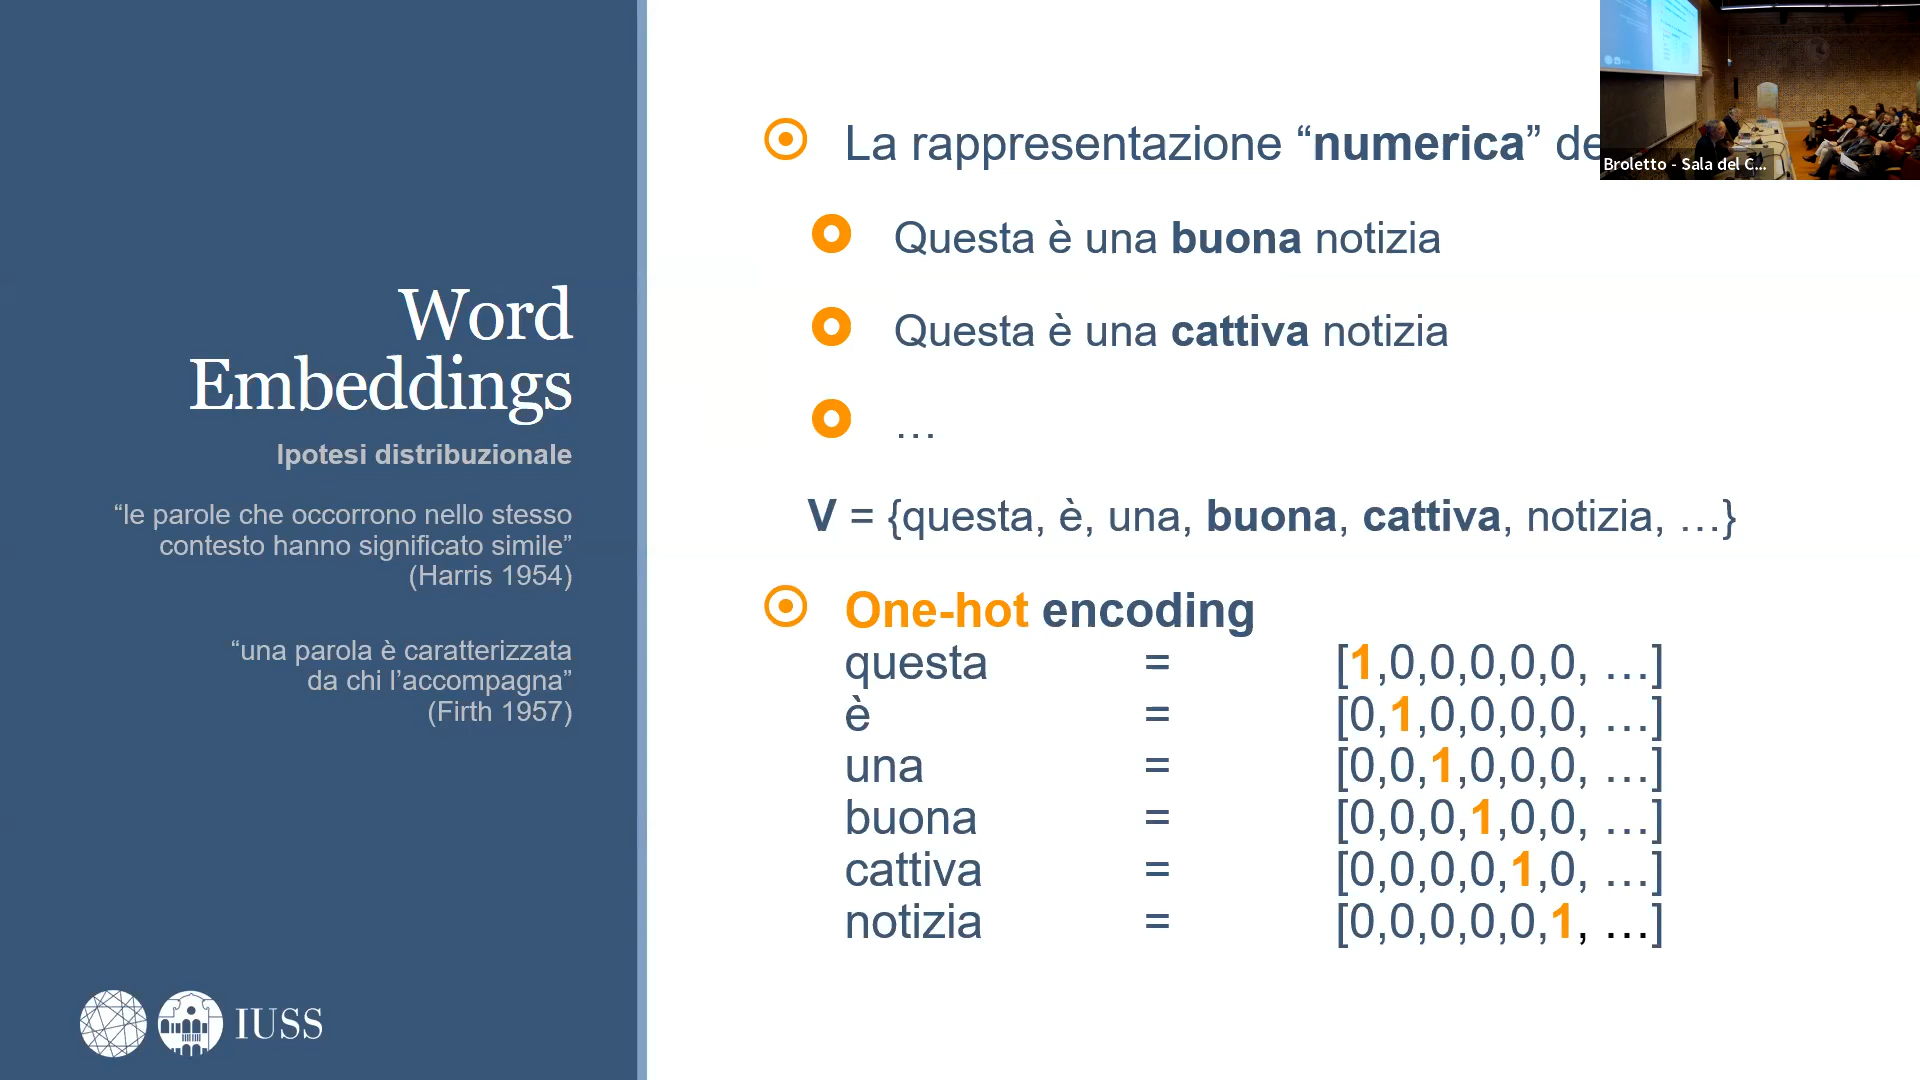 Word
Embeddings
Ipotesi distribuzionale
“le parole che occorrono nello stesso
contesto hanno significato simile”
(Harris 1954)
“una parola è caratterizzata
da chi l’accompagna”
(Firth 1957)
IUSS
La rappresentazione “numerica” de
Questa è una buona notizia
Questa è una cattiva notizia
…
V = {questa, è, una, buona, cattiva, notizia, …}
One-hot encoding
questa = [1,0,0,0,0,0, …]
è = [0,1,0,0,0,0, …]
una = [0,0,1,0,0,0, …]
buona = [0,0,0,1,0,0, …]
cattiva = [0,0,0,0,1,0, …]
notizia = [0,0,0,0,0,1, …]
Broletto - Sala del C...